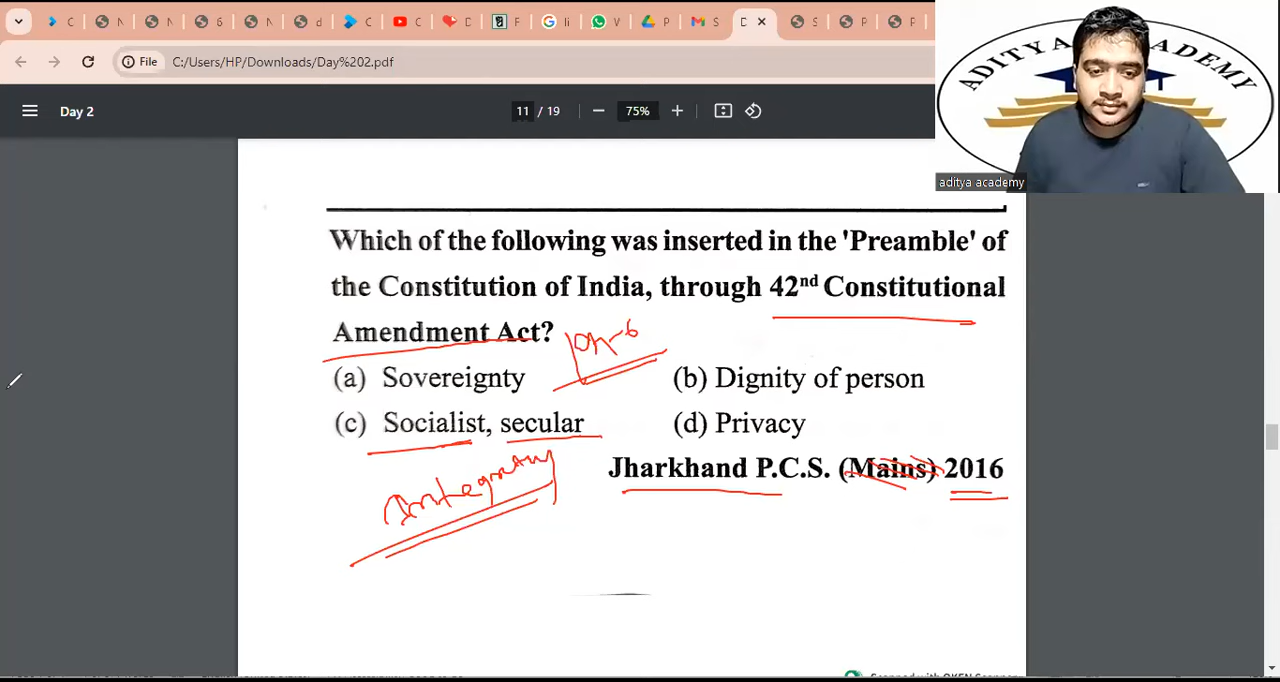 File C:/Users/HP/Downloads/Day%202.pdf
Day 2
11 / 19
75%
ADITYA ACADEMY
aditya academy
Which of the following was inserted in the 'Preamble' of
the Constitution of India, through 42nd Constitutional
Amendment Act?
(a) Sovereignty (b) Dignity of person
(c) Socialist, secular (d) Privacy
Jharkhand P.C.S. (Mains) 2016